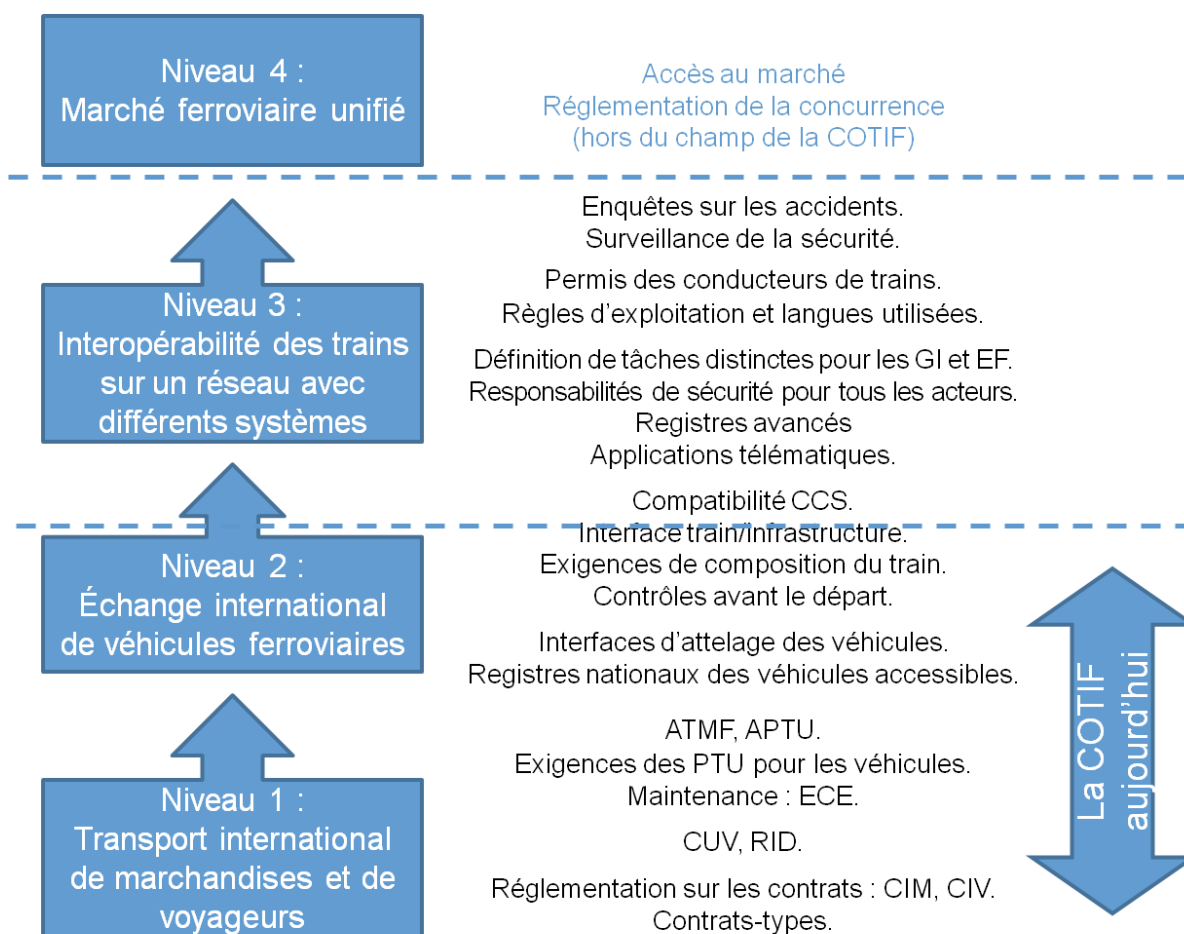 Niveau 4 :
Marché ferroviaire unifié
Accès au marché
Réglementation de la concurrence
(hors du champ de la COTIF)
Enquêtes sur les accidents.
Surveillance de la sécurité.
Permis des conducteurs de trains.
Règles d'exploitation et langues utilisées.
Niveau 3 :
Interopérabilité des trains
sur un réseau avec
différents systèmes
Définition de tâches distinctes pour les GI et EF.
Responsabilités de sécurité pour tous les acteurs.
Registres avancés
Applications télématiques.
Compatibilité CCS.
Interface train/infrastructure.
Exigences de composition du train.
Contrôles avant le départ.
Niveau 2 :
Échange international
de véhicules ferroviaires
Interfaces d'attelage des véhicules.
Registres nationaux des véhicules accessibles.
ATMF, APTU.
Exigences des PTU pour les véhicules.
Maintenance : ECE.
Niveau 1 :
Transport international
de marchandises et de
voyageurs
CUV, RID.
Réglementation sur les contrats : CIM, CIV.
Contrats-types.
La COTIF
aujourd'hui